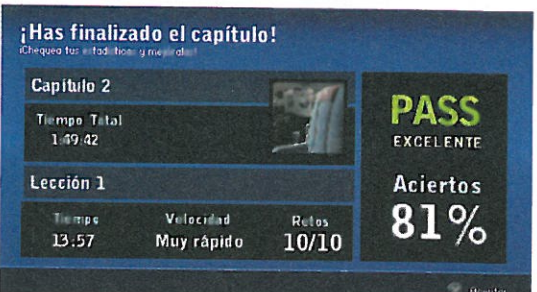 ¡Has finalizado el capítulo!
¡Chequea tus estadísticas y mejoralas!
Capítulo 2
Tiempo Total
1:49:42
PASS
EXCELENTE
Lección 1
Aciertos
81%
Tiempo
Velocidad
Retos
13:57
Muy rápido
10/10